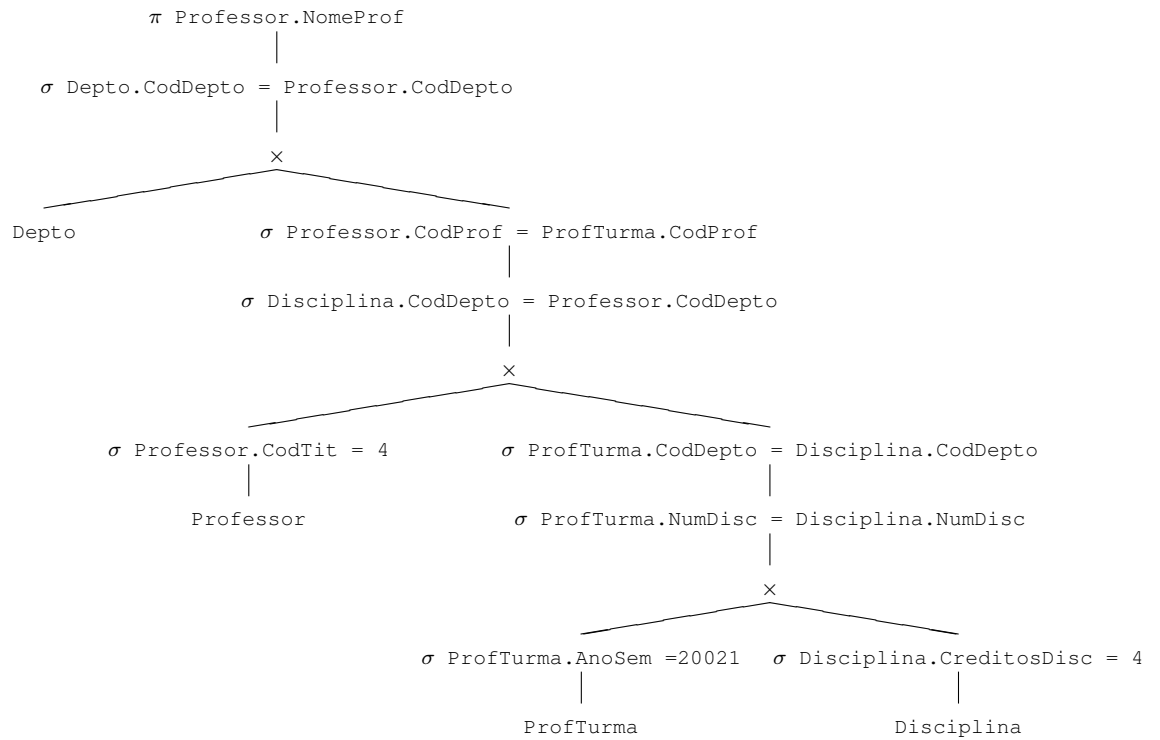 π Professor.NomeProf
σ Depto.CodDepto = Professor.CodDepto
×
Depto
σ Professor.CodProf = ProfTurma.CodProf
σ Disciplina.CodDepto = Professor.CodDepto
×
σ Professor.CodTit = 4
σ ProfTurma.CodDepto = Disciplina.CodDepto
Professor
σ ProfTurma.NumDisc = Disciplina.NumDisc
×
σ ProfTurma.AnoSem =20021
σ Disciplina.CreditosDisc = 4
ProfTurma
Disciplina